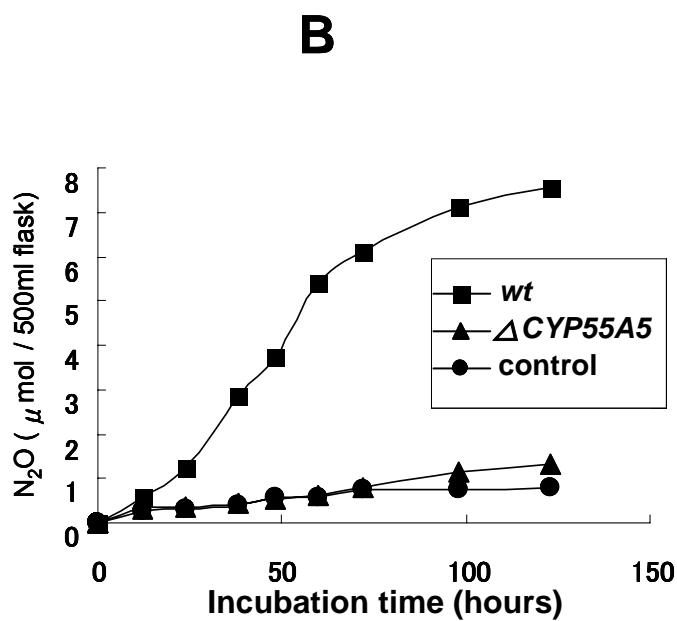 B
N₂O ( μ mol / 500ml flask)
8
7
6
5
4
3
2
1
0
0 50 100 150
Incubation time (hours)
wt
△CYP55A5
control